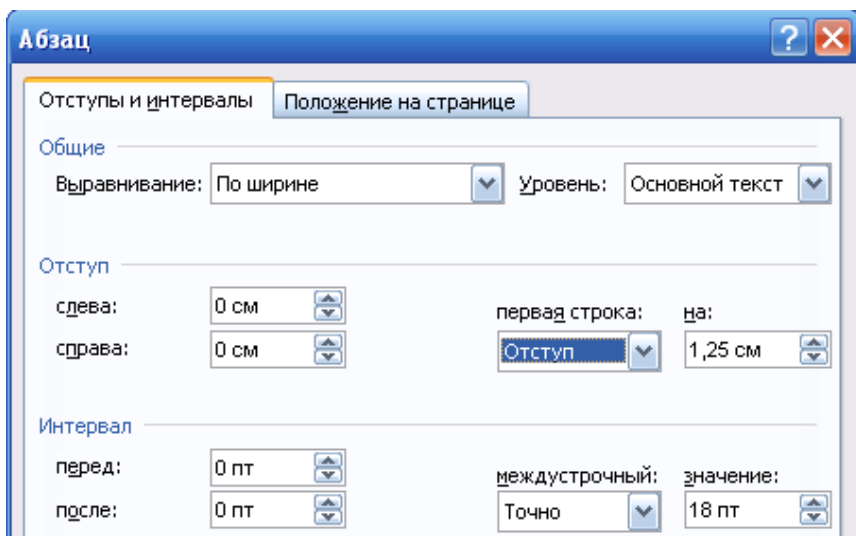 Абзац
Отступы и интервалы Положение на странице
Общие
Выравнивание: По ширине Уровень: Основной текст
Отступ
слева: 0 см первая строка: на:
справа: 0 см Отступ 1,25 см
Интервал
перед: 0 пт междустрочный: значение:
после: 0 пт Точно 18 пт